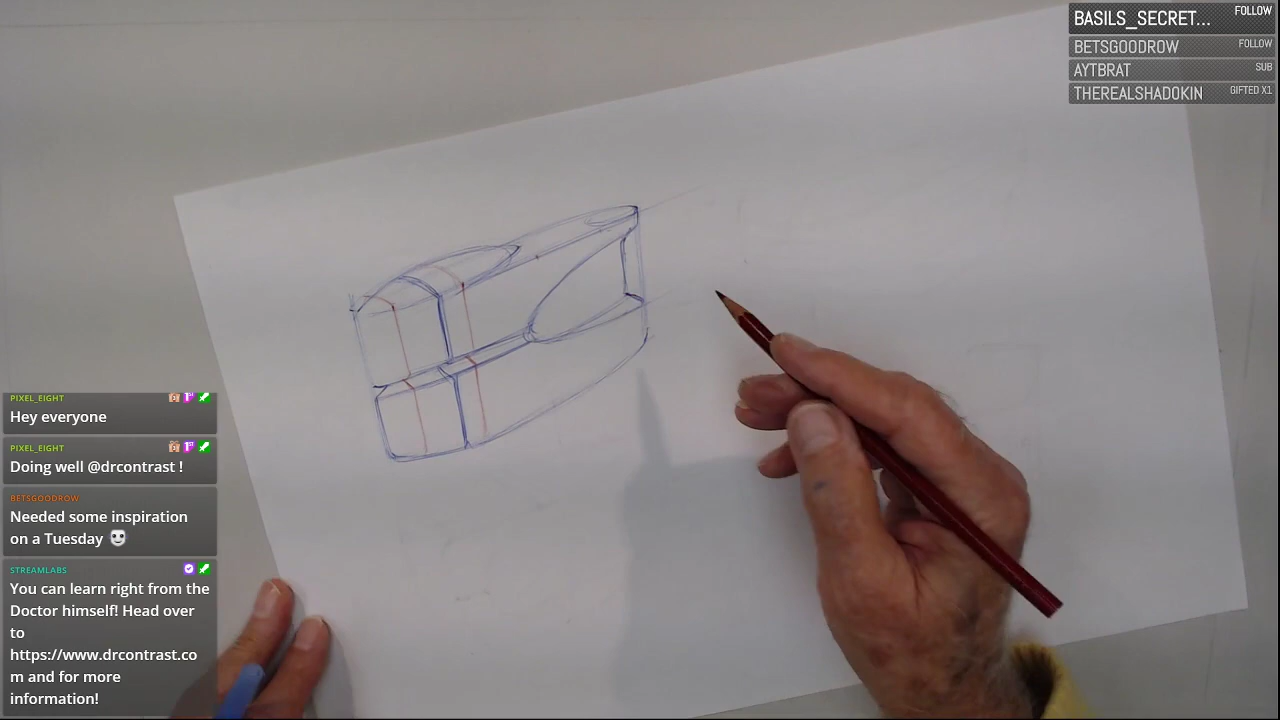 BASILS_SECRET... FOLLOW
BETSGOODROW FOLLOW
AYTBRAT SUB
THEREALSHADOKIN GIFTED X1
PIXEL_EIGHT
Hey everyone
PIXEL_EIGHT
Doing well @drcontrast !
BETSGOODROW
Needed some inspiration
on a Tuesday
STREAMLABS
You can learn right from the
Doctor himself! Head over
to
https://www.drcontrast.co
m and for more
information!